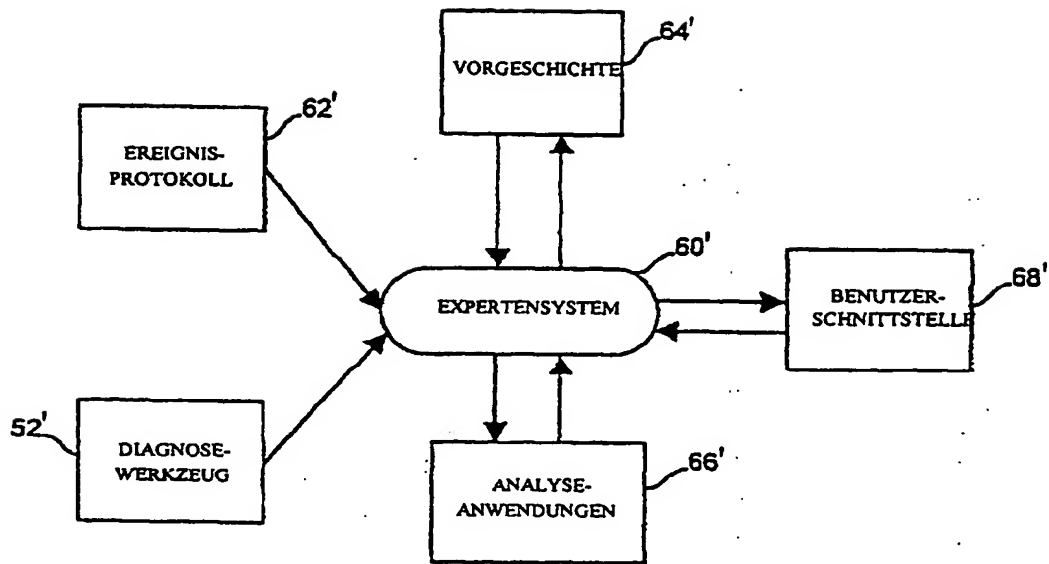 64'
VORGESCHICHTE
62'
EREIGNIS-
PROTOKOLL
60'
EXPERTENSYSTEM
68'
BENUTZER-
SCHNITTSTELLE
52'
DIAGNOSE-
WERKZEUG
66'
ANALYSE-
ANWENDUNGEN